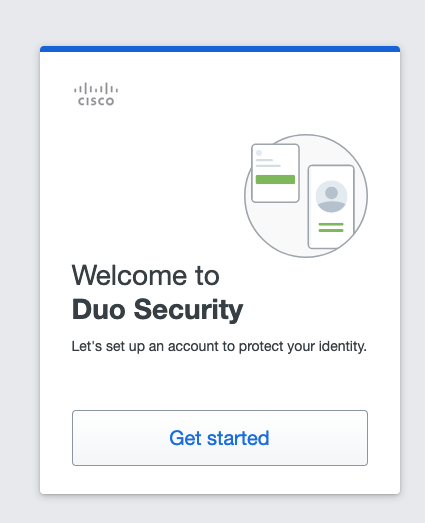 CISCO
Welcome to
Duo Security
Let's set up an account to protect your identity.
Get started